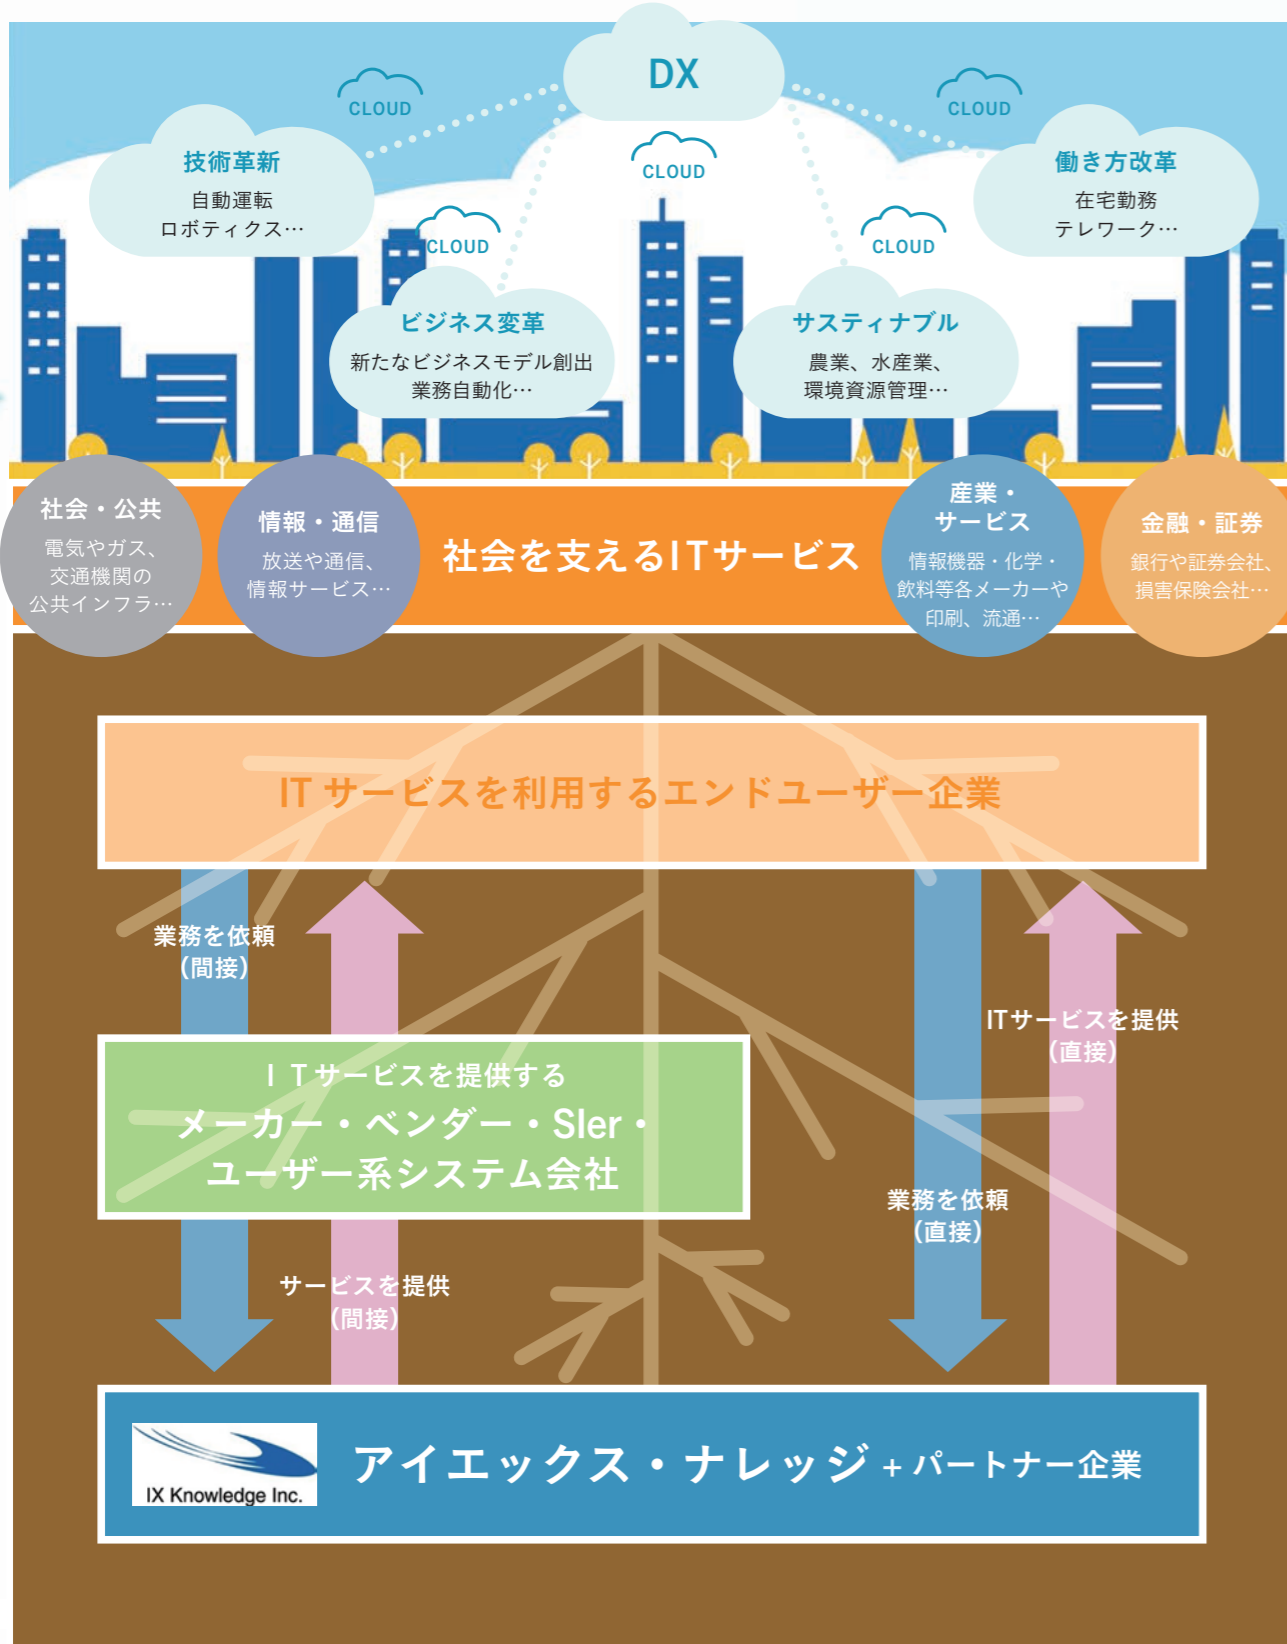 DX
CLOUD
CLOUD
CLOUD
技術革新
自動運転
ロボティクス…
働き方改革
在宅勤務
テレワーク…
CLOUD
CLOUD
ビジネス変革
新たなビジネスモデル創出
業務自動化…
サスティナブル
農業、水産業、
環境資源管理…
社会・公共
電気やガス、
交通機関の
公共インフラ…
情報・通信
放送や通信、
情報サービス…
社会を支えるITサービス
産業・
サービス
情報機器・化学・
飲料等各メーカーや
印刷、流通…
金融・証券
銀行や証券会社、
損害保険会社…
IT サービスを利用するエンドユーザー企業
業務を依頼
(間接)
ITサービスを提供
(直接)
ＩＴサービスを提供する
メーカー・ベンダー・SIer・
ユーザー系システム会社
業務を依頼
(直接)
サービスを提供
(間接)
IX Knowledge Inc.
アイエックス・ナレッジ + パートナー企業